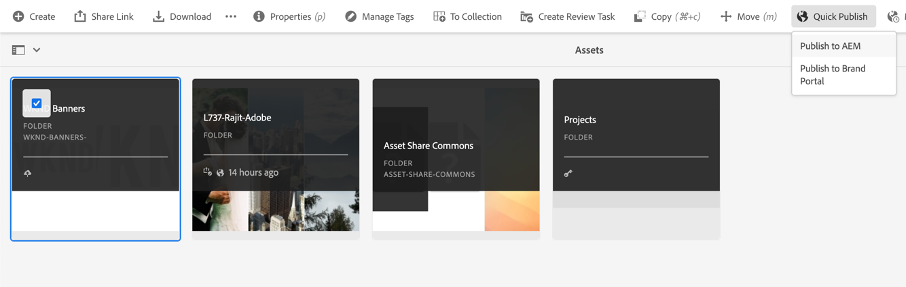 Create
Share Link
Download
Properties (p)
Manage Tags
To Collection
Create Review Task
Copy (⌘+c)
Move (m)
Quick Publish
Publish to AEM
Publish to Brand
Portal
Assets
Banners
FOLDER
WKND-BANNERS-
L737-Rajit-Adobe
FOLDER
14 hours ago
Asset Share Commons
FOLDER
ASSET-SHARE-COMMONS
Projects
FOLDER